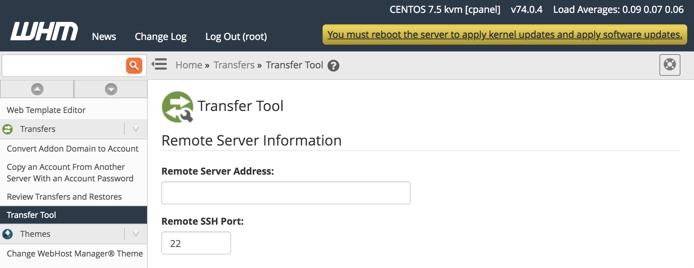 CENTOS 7.5 kvm [cpanel] v74.0.4 Load Averages: 0.09 0.07 0.06
WHM News Change Log Log Out (root) You must reboot the server to apply kernel updates and apply software updates.
Home » Transfers » Transfer Tool ?
Web Template Editor
Transfers
Convert Addon Domain to Account
Copy an Account From Another
Server With an Account Password
Review Transfers and Restores
Transfer Tool
Themes
Change WebHost Manager® Theme
Transfer Tool
Remote Server Information
Remote Server Address:
Remote SSH Port:
22